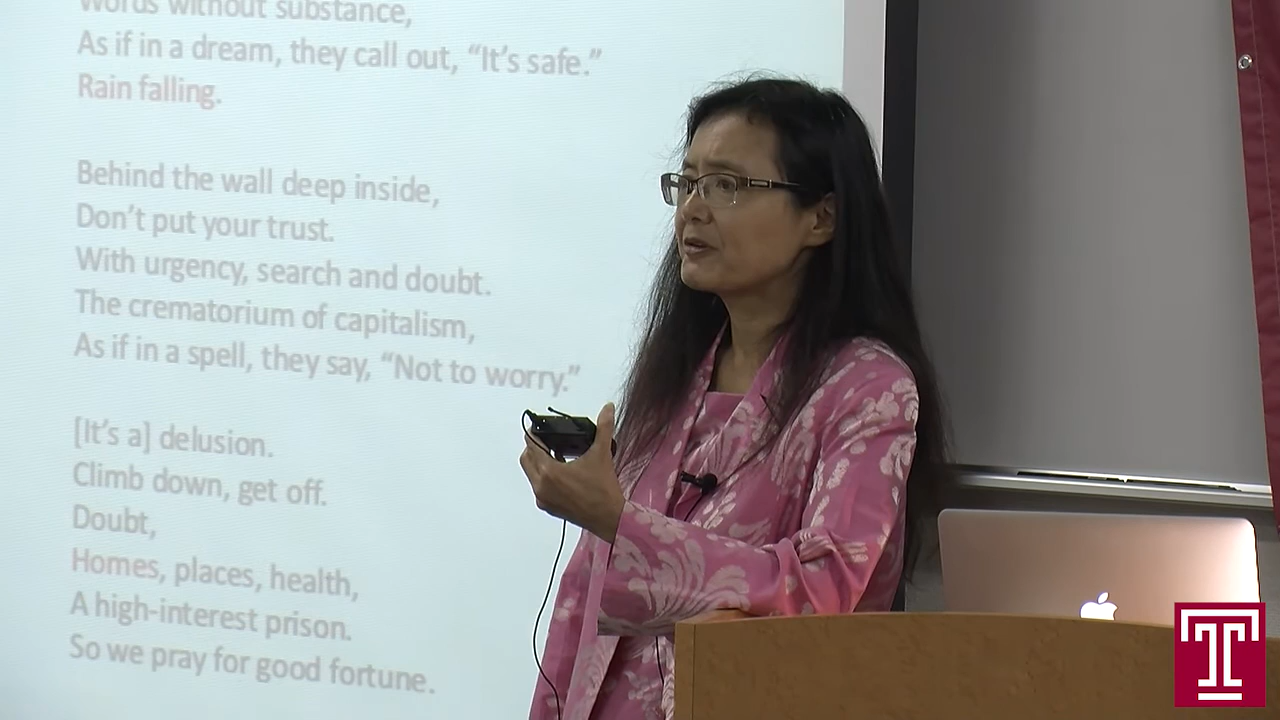 Words without substance,
As if in a dream, they call out, “It’s safe.”
Rain falling.
Behind the wall deep inside,
Don’t put your trust.
With urgency, search and doubt.
The crematorium of capitalism,
As if in a spell, they say, “Not to worry.”
[It’s a] delusion.
Climb down, get off.
Doubt,
Homes, places, health,
A high-interest prison.
So we pray for good fortune.
T